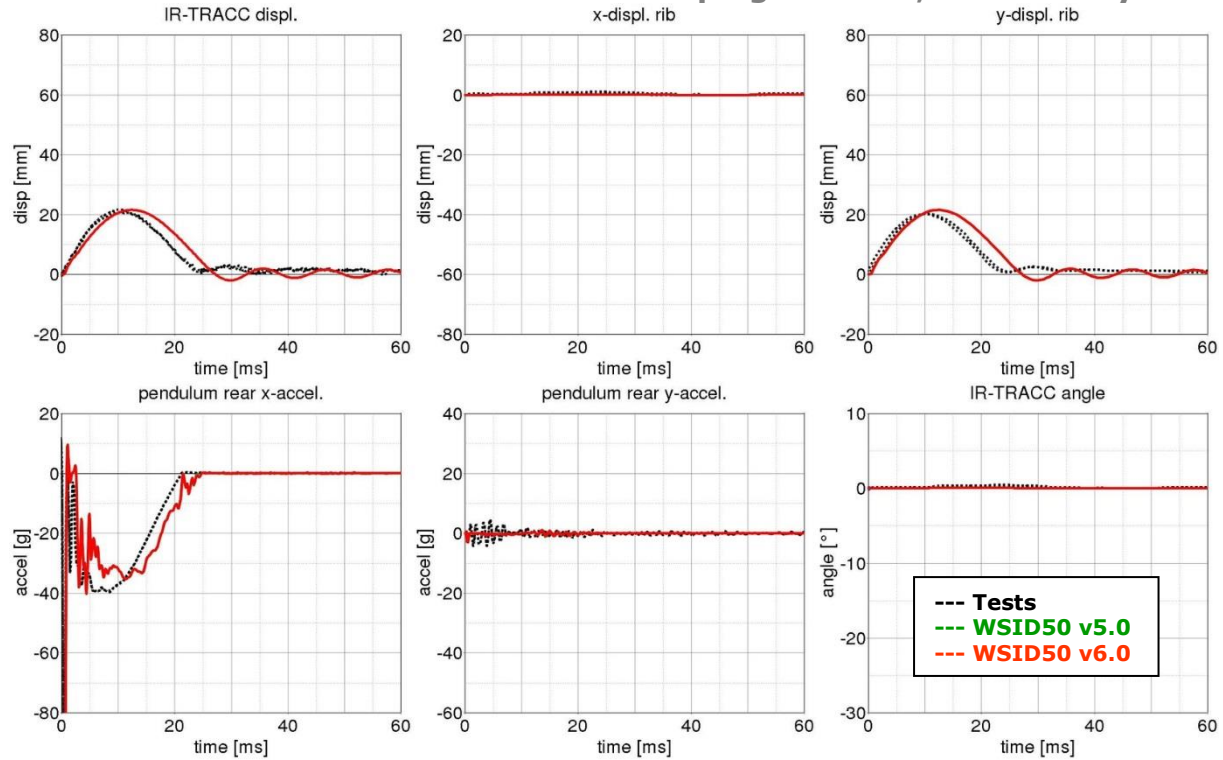 IR-TRACC displ.
x-displ. rib
y-displ. rib
80
60
40
20
0
-20
disp [mm]
0 20 40 60
time [ms]
20
0
-20
-40
-60
-80
disp [mm]
0 20 40 60
time [ms]
80
60
40
20
0
-20
disp [mm]
0 20 40 60
time [ms]
pendulum rear x-accel.
pendulum rear y-accel.
IR-TRACC angle
20
0
-20
-40
-60
-80
accel [g]
0 20 40 60
time [ms]
40
20
0
-20
-40
-60
accel [g]
0 20 40 60
time [ms]
10
0
-10
-20
-30
angle [°]
0 20 40 60
time [ms]
--- Tests
--- WSID50 v5.0
--- WSID50 v6.0